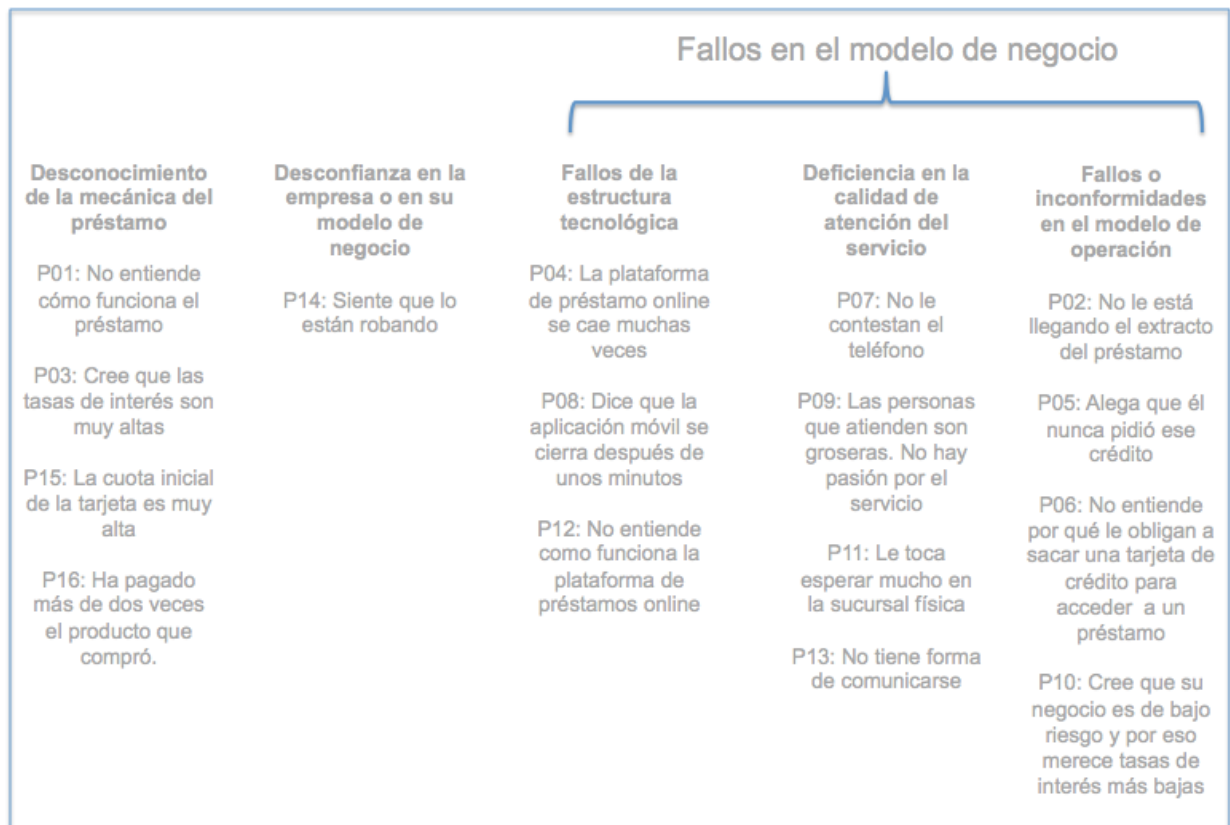 Fallos en el modelo de negocio
Desconocimiento
de la mecánica del
préstamo
P01: No entiende
cómo funciona el
préstamo
P03: Cree que las
tasas de interés son
muy altas
P15: La cuota inicial
de la tarjeta es muy
alta
P16: Ha pagado
más de dos veces
el producto que
compró.
Desconfianza en la
empresa o en su
modelo de
negocio
P14: Siente que lo
están robando
Fallos de la
estructura
tecnológica
P04: La plataforma
de préstamo online
se cae muchas
veces
P08: Dice que la
aplicación móvil se
cierra después de
unos minutos
P12: No entiende
como funciona la
plataforma de
préstamos online
Deficiencia en la
calidad de
atención del
servicio
P07: No le
contestan el
teléfono
P09: Las personas
que atienden son
groseras. No hay
pasión por el
servicio
P11: Le toca
esperar mucho en
la sucursal física
P13: No tiene forma
de comunicarse
Fallos o
inconformidades
en el modelo de
operación
P02: No le está
llegando el extracto
del préstamo
P05: Alega que él
nunca pidió ese
crédito
P06: No entiende
por qué le obligan a
sacar una tarjeta de
crédito para
acceder a un
préstamo
P10: Cree que su
negocio es de bajo
riesgo y por eso
merece tasas de
interés más bajas